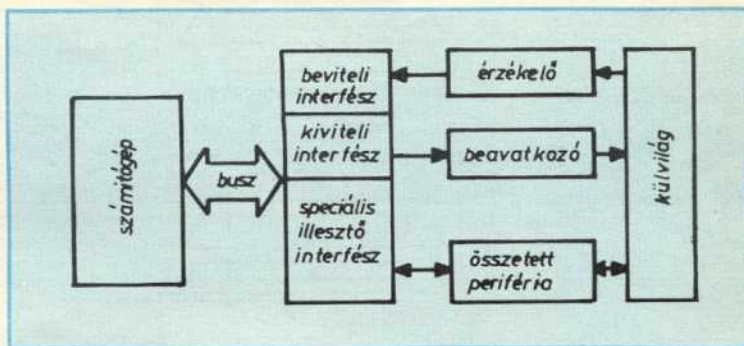 számítógép
busz
beviteli
interfész
kiviteli
interfész
speciális
illesztő
interfész
érzékelő
beavatkozó
összetett
periféria
külvilág